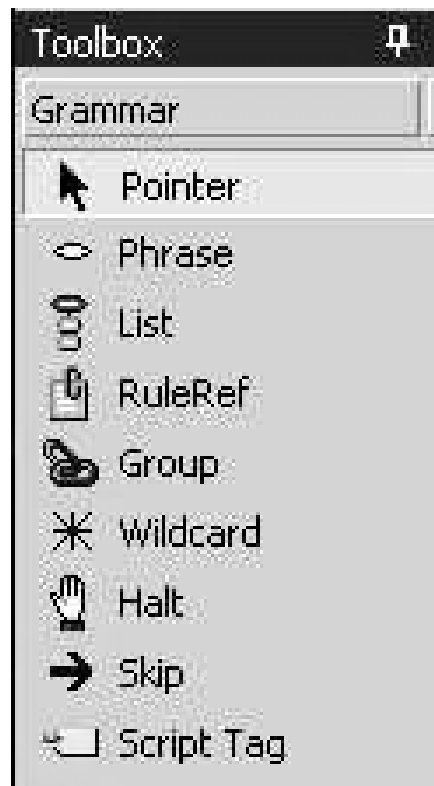 Toolbox
Grammar
Pointer
Phrase
List
RuleRef
Group
Wildcard
Halt
Skip
Script Tag